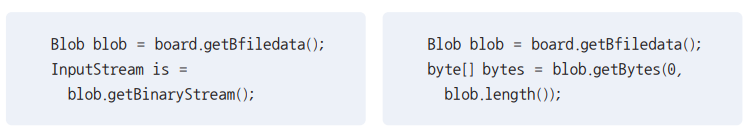 Blob blob = board.getBfiledata();
InputStream is =
blob.getBinaryStream();
Blob blob = board.getBfiledata();
byte[] bytes = blob.getBytes(0,
blob.length());